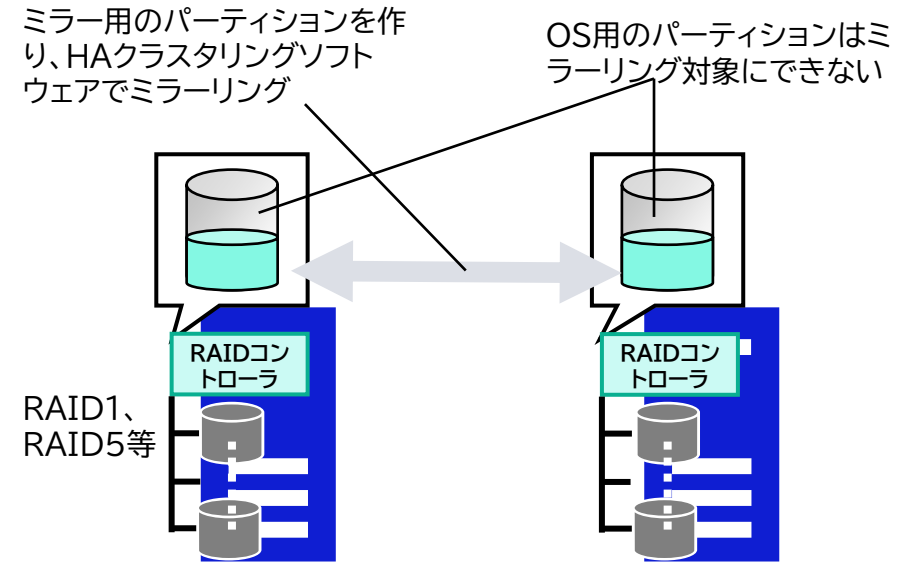 ミラー用のパーティションを作
り、HAクラスタリングソフト
ウェアでミラーリング
OS用のパーティションはミ
ラーリング対象にできない
RAIDコン
トローラ
RAIDコン
トローラ
RAID1、
RAID5等